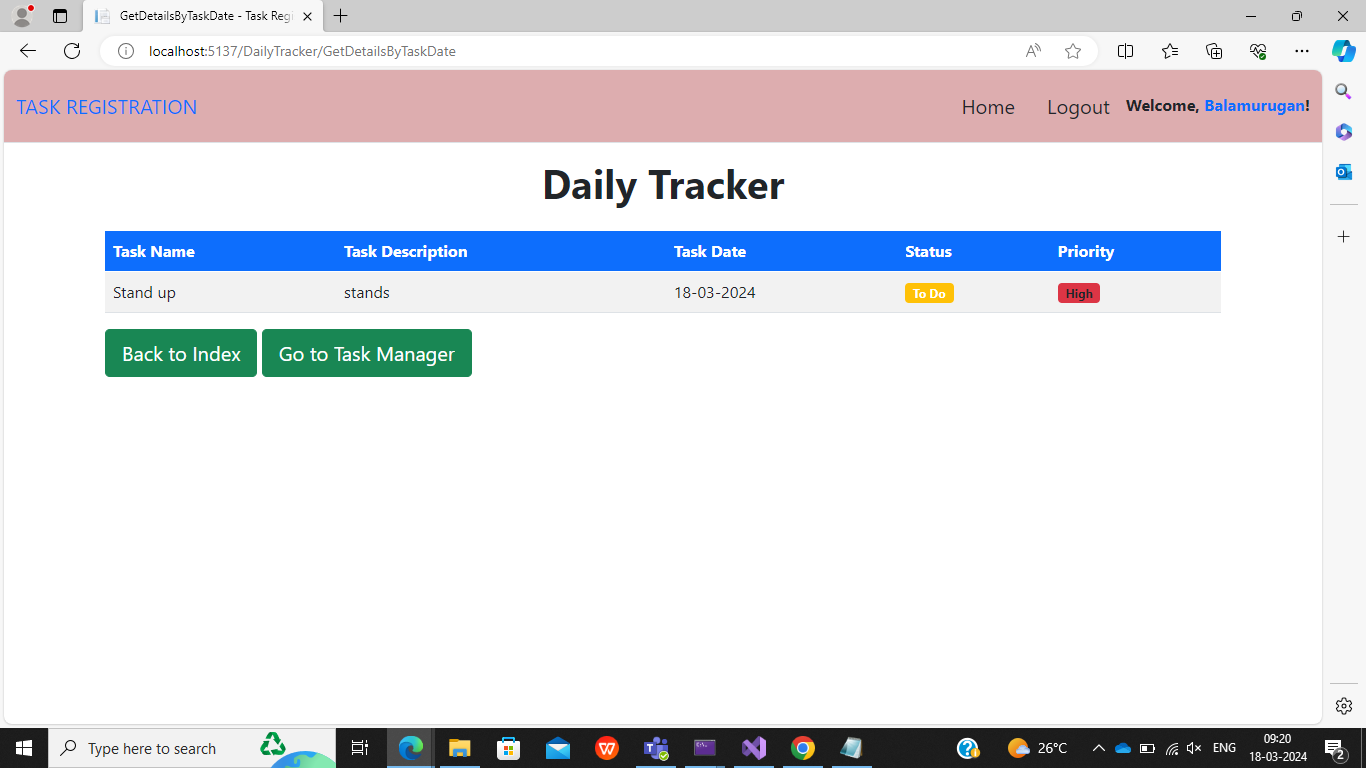 GetDetailsByTaskDate - Task Regi
localhost:5137/DailyTracker/GetDetailsByTaskDate
TASK REGISTRATION
Home
Logout
Welcome, Balamurugan!
Daily Tracker
Task Name Task Description Task Date Status Priority
Stand up stands 18-03-2024 To Do High
Back to Index Go to Task Manager
Type here to search
26°C
ENG
09:20
18-03-2024
2